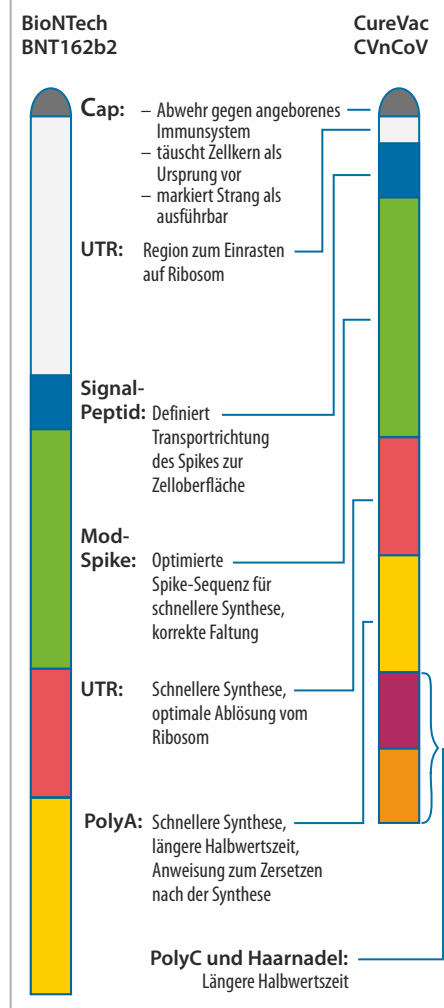 BioNTech
BNT162b2
CureVac
CVnCoV
Cap: – Abwehr gegen angeborenes
Immunsystem
– täuscht Zellkern als
Ursprung vor
– markiert Strang als
ausführbar
UTR: Region zum Einrasten
auf Ribosom
Signal-
Peptid: Definiert
Transportrichtung
des Spikes zur
Zelloberfläche
Mod-
Spike: Optimierte
Spike-Sequenz für
schnellere Synthese,
korrekte Faltung
UTR: Schnellere Synthese,
optimale Ablösung vom
Ribosom
PolyA: Schnellere Synthese,
längere Halbwertszeit,
Anweisung zum Zersetzen
nach der Synthese
PolyC und Haarnadel:
Längere Halbwertszeit